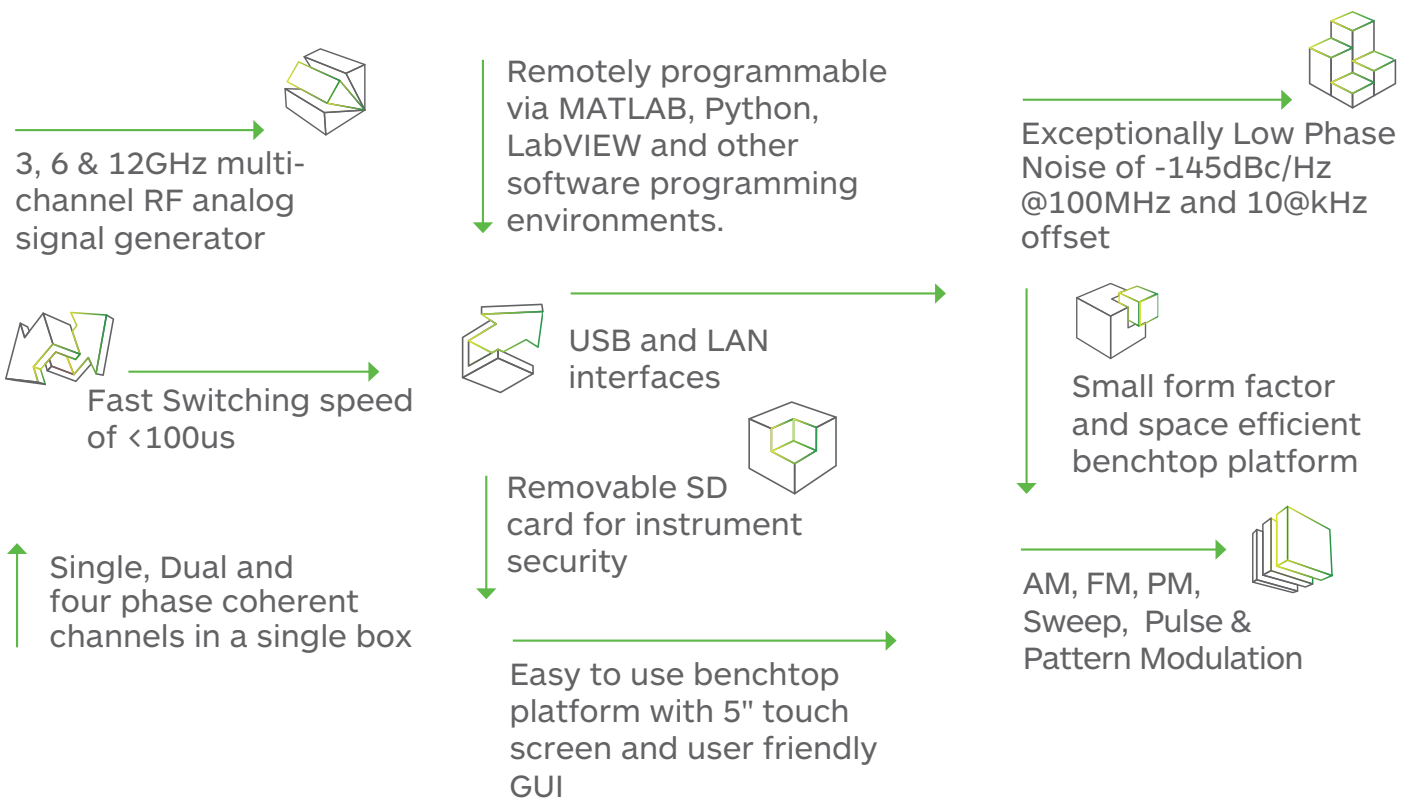 3, 6 & 12GHz multi-
channel RF analog
signal generator
Fast Switching speed
of <100us
Single, Dual and
four phase coherent
channels in a single box
Remotely programmable
via MATLAB, Python,
LabVIEW and other
software programming
environments.
USB and LAN
interfaces
Removable SD
card for instrument
security
Easy to use benchtop
platform with 5" touch
screen and user friendly
GUI
Exceptionally Low Phase
Noise of -145dBc/Hz
@100MHz and 10@kHz
offset
Small form factor
and space efficient
benchtop platform
AM, FM, PM,
Sweep, Pulse &
Pattern Modulation